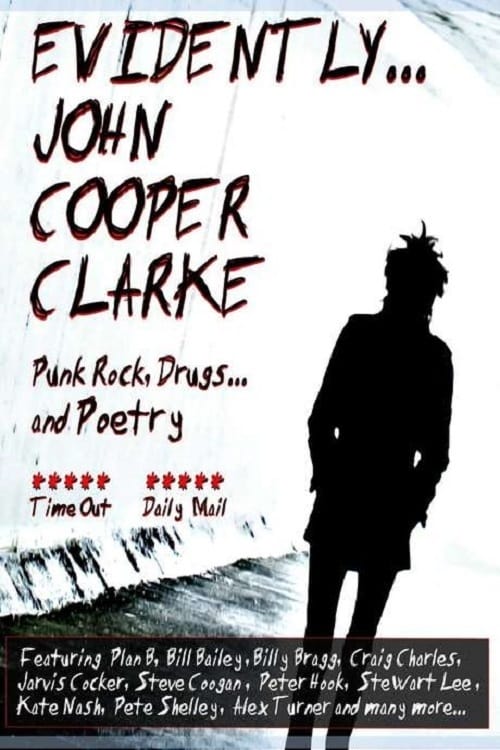 EVIDENTLY...
JOHN
COOPER
CLARKE
Punk Rock, Drugs...
and Poetry
***** *****
Time Out Daily Mail
Featuring Plan B, Bill Bailey, Billy Bragg, Craig Charles,
Jarvis Cocker, Steve Coogan, Peter Hook, Stewart Lee,
Kate Nash, Pete Shelley, Alex Turner and many more...